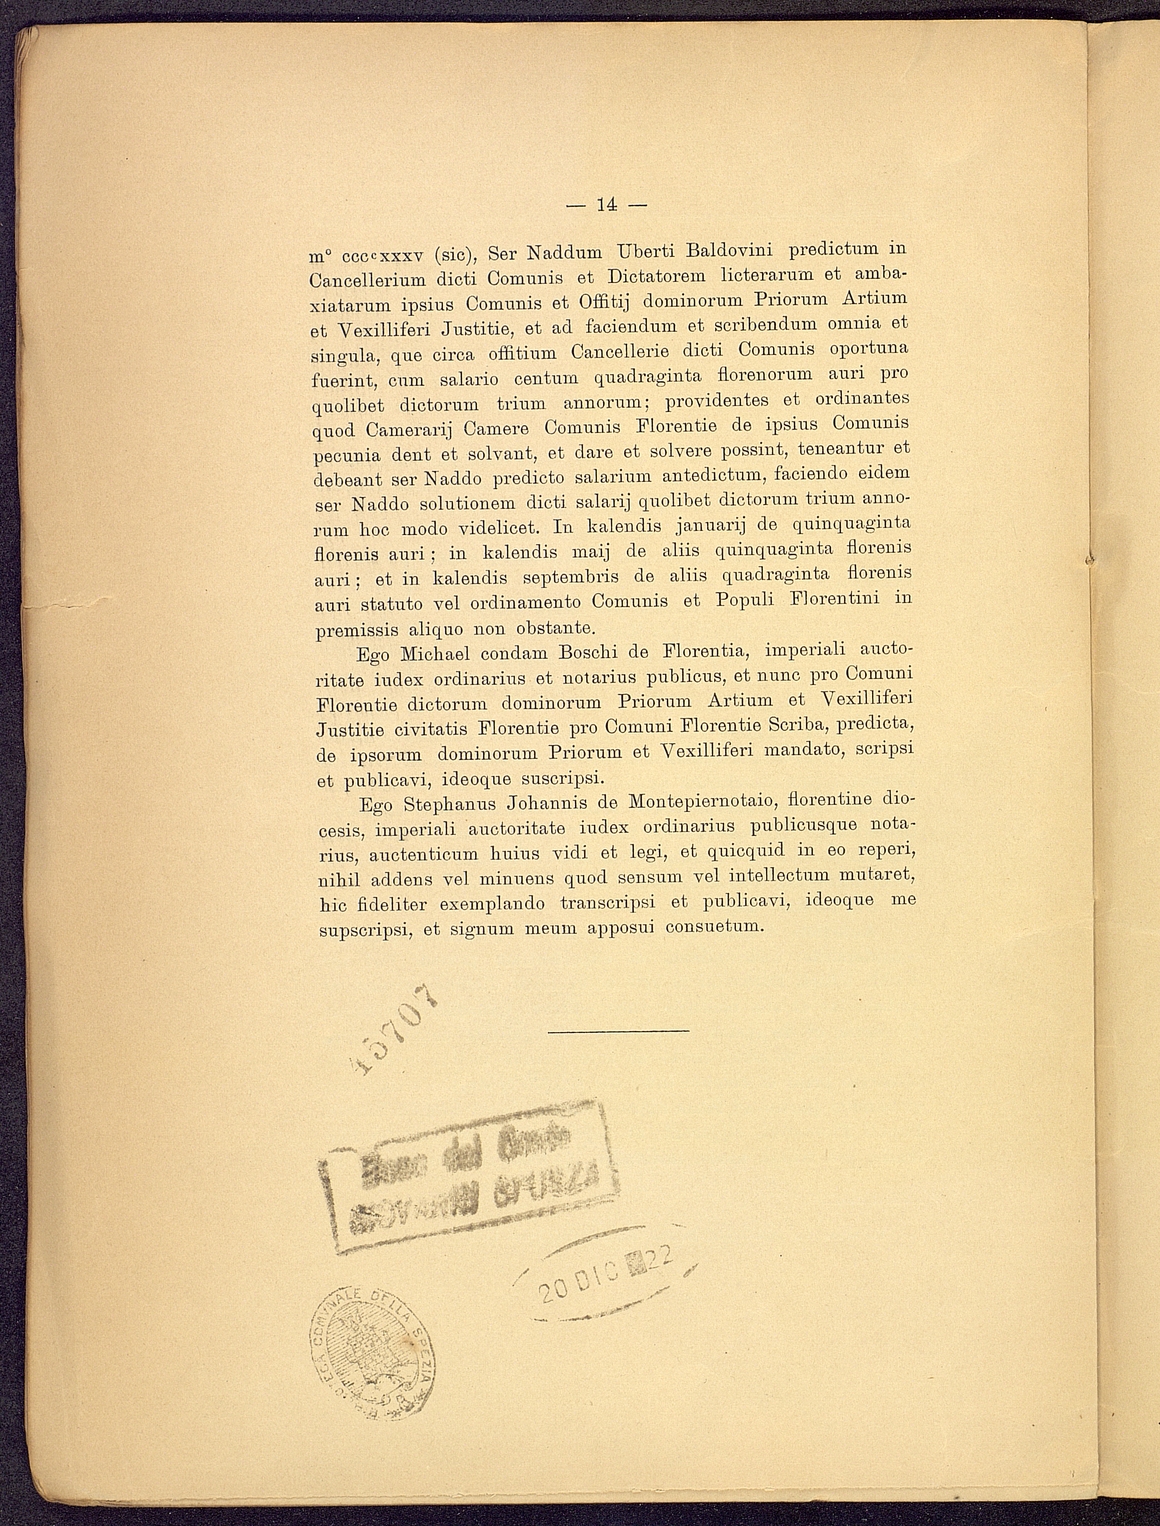 — 14 —
m° ccccxxxv (sic), Ser Naddum Uberti Baldovini predictum in
Cancellerium dicti Comunis et Dictatorem licterarum et amba-
xiatarum ipsius Comunis et Offitij dominorum Priorum Artium
et Vexilliferi Justitie, et ad faciendum et scribendum omnia et
singula, que circa offitium Cancellerie dicti Comunis oportuna
fuerint, cum salario centum quadraginta florenorum auri pro
quolibet dictorum trium annorum; providentes et ordinantes
quod Camerarij Camere Comunis Florentie de ipsius Comunis
pecunia dent et solvant, et dare et solvere possint, teneantur et
debeant ser Naddo predicto salarium antedictum, faciendo eidem
ser Naddo solutionem dicti salarij quolibet dictorum trium anno-
rum hoc modo videlicet. In kalendis januarij de quinquaginta
florenis auri; in kalendis maij de aliis quinquaginta florenis
auri; et in kalendis septembris de aliis quadraginta florenis
auri statuto vel ordinamento Comunis et Populi Florentini in
premissis aliquo non obstante.
Ego Michael condam Boschi de Florentia, imperiali aucto-
ritate iudex ordinarius et notarius publicus, et nunc pro Comuni
Florentie dictorum dominorum Priorum Artium et Vexilliferi
Justitie civitatis Florentie pro Comuni Florentie Scriba, predicta,
de ipsorum dominorum Priorum et Vexilliferi mandato, scripsi
et publicavi, ideoque suscripsi.
Ego Stephanus Johannis de Montepiernotaio, florentine dio-
cesis, imperiali auctoritate iudex ordinarius publicusque nota-
rius, auctenticum huius vidi et legi, et quicquid in eo reperi,
nihil addens vel minuens quod sensum vel intellectum mutaret,
hic fideliter exemplando transcripsi et publicavi, ideoque me
supscripsi, et signum meum apposui consuetum.
45707
del
20 DIC 22
COMVNALE DELLA SPEZIA